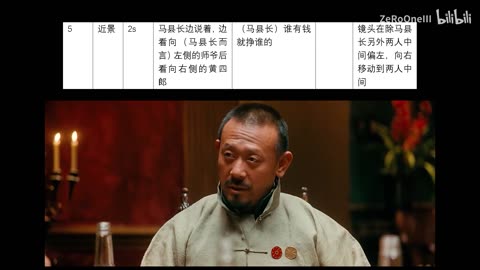 ZeRoOneIII bilibili
5
近景
2s
马县长边说着，边
看向（马县长而
言）左侧的师爷后
看向右侧的黄四
郎
（马县长）谁有钱
就挣谁的
镜头在除马县
长另外两人中
间偏左，向右
移动到两人中
间